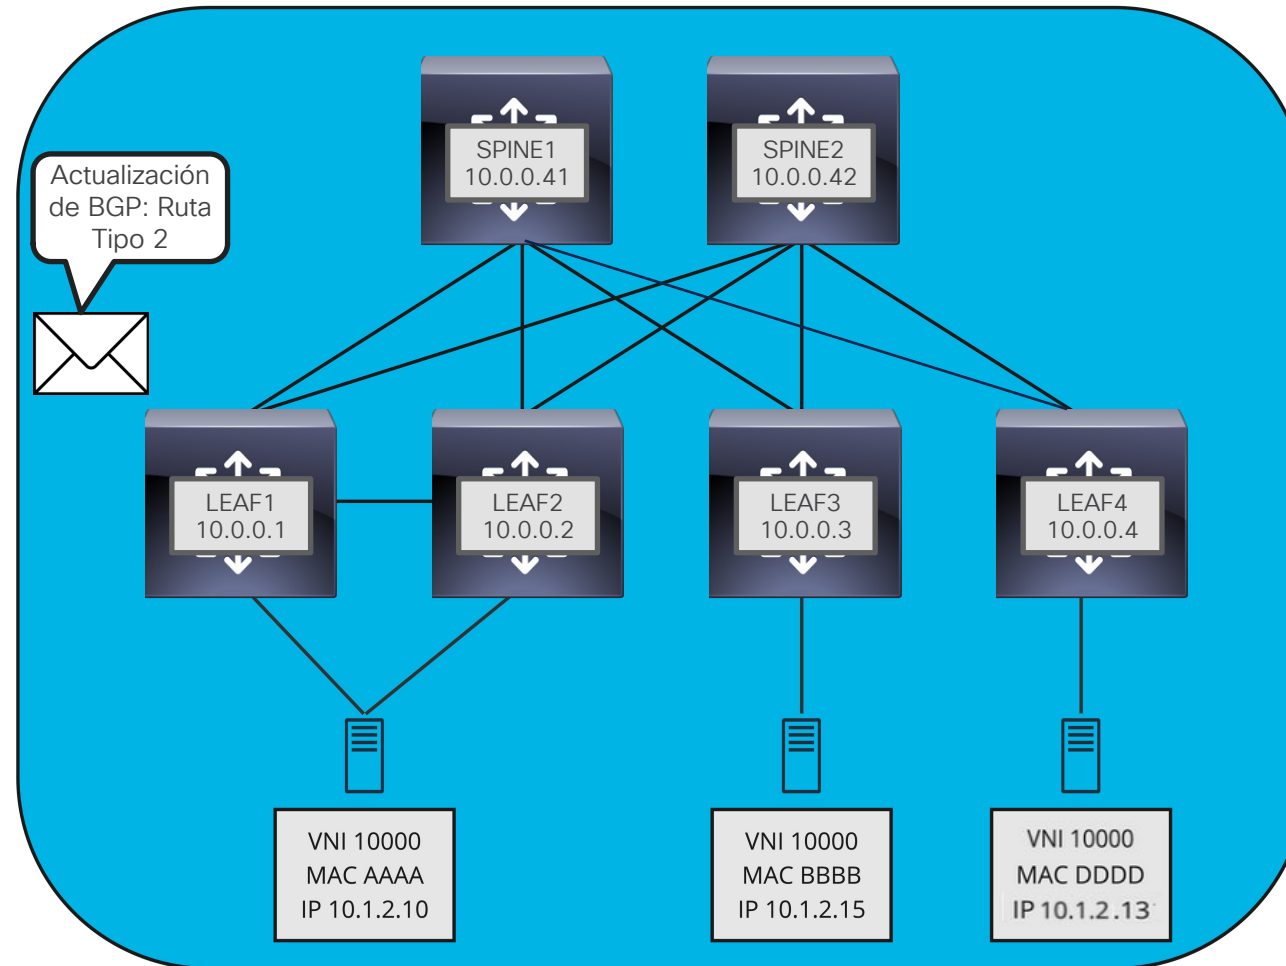 SPINE1
10.0.0.41
SPINE2
10.0.0.42
Actualización
de BGP: Ruta
Tipo 2
LEAF1
10.0.0.1
LEAF2
10.0.0.2
LEAF3
10.0.0.3
LEAF4
10.0.0.4
VNI 10000
MAC AAAA
IP 10.1.2.10
VNI 10000
MAC BBBB
IP 10.1.2.15
VNI 10000
MAC DDDD
IP 10.1.2.13